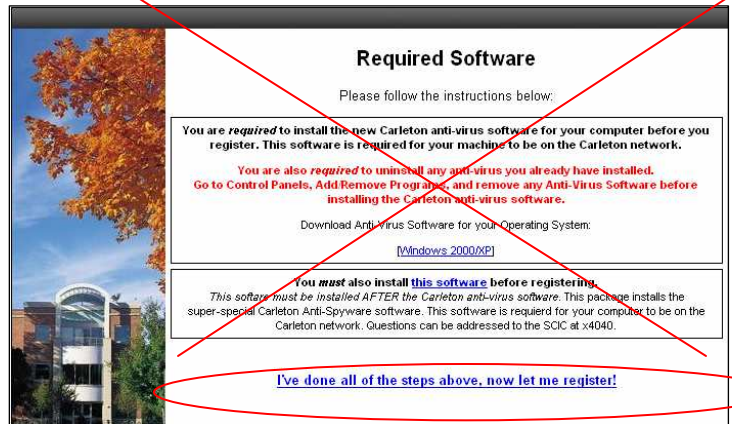 Required Software
Please follow the instructions below:
You are required to install the new Carleton anti-virus software for your computer before you
register. This software is required for your machine to be on the Carleton network.
You are also required to uninstall any anti-virus you already have installed.
Go to Control Panels, Add/Remove Programs, and remove any Anti-Virus Software before
installing the Carleton anti-virus software.
Download Anti-Virus Software for your Operating System:
[Windows 2000/XP]
You must also install this software before registering.
This softare must be installed AFTER the Carleton anti-virus software. This package installs the
super-special Carleton Anti-Spyware software. This software is requierd for your computer to be on the
Carleton network. Questions can be addressed to the SCIC at x4040.
I've done all of the steps above, now let me register!